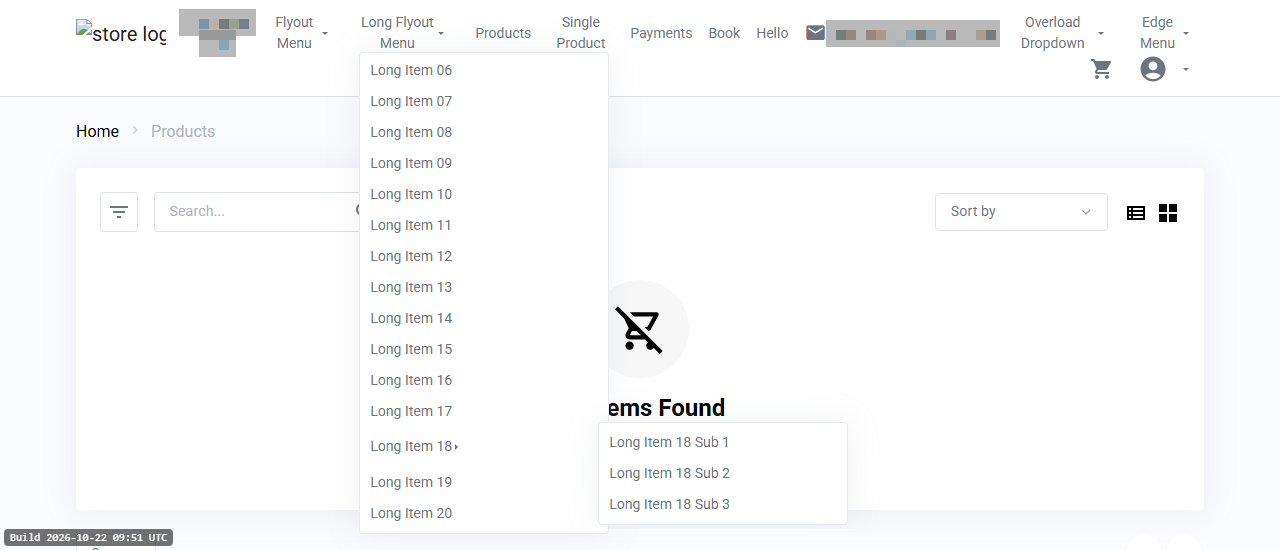 store log
Flyout
Menu
Long Flyout
Menu
Products
Single
Product
Payments
Book
Hello
Overload
Dropdown
Edge
Menu
Home
Products
Search...
Sort by
Long Item 06
Long Item 07
Long Item 08
Long Item 09
Long Item 10
Long Item 11
Long Item 12
Long Item 13
Long Item 14
Long Item 15
Long Item 16
Long Item 17
Long Item 18
Long Item 19
Long Item 20
ems Found
Long Item 18 Sub 1
Long Item 18 Sub 2
Long Item 18 Sub 3
Build 2026-10-22 09:51 UTC